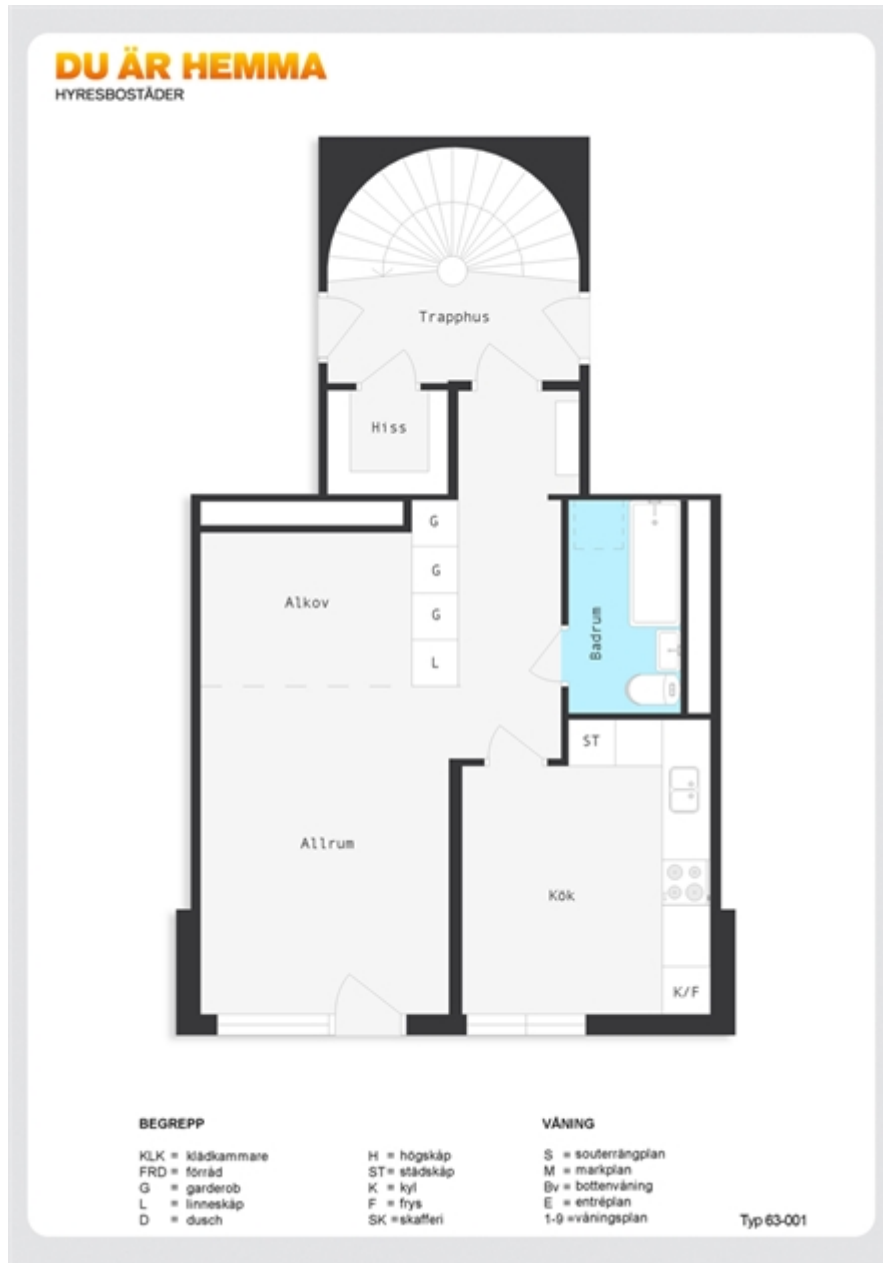 DU ÄR HEMMA
HYRESBOSTÄDER
Trapphus
Hiss
G
G
G
L
Alkov
Badrum
ST
Allrum
Kök
K/F
BEGREPP
KLK = klädkammare
FRD = förråd
G = garderob
L = linneskåp
D = dusch
H = högskåp
ST = städskåp
K = kyl
F = frys
SK = skafferi
VÅNING
S = souterrängplan
M = markplan
Bv = bottenvåning
E = entréplan
1-9 =våningsplan
Typ 63-001